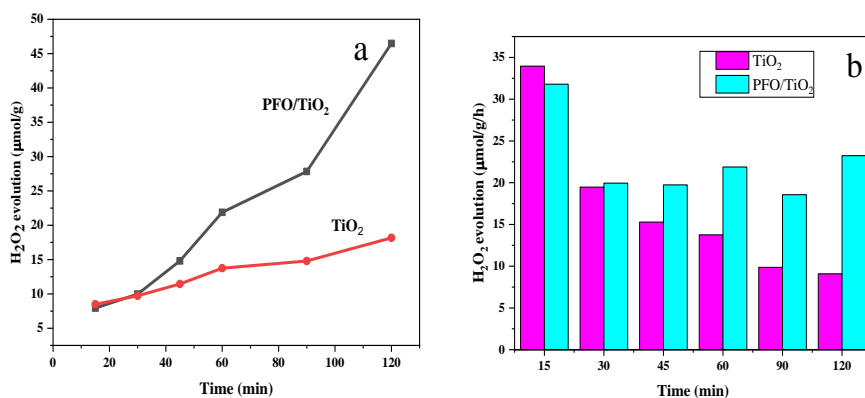 a
H₂O₂ evolution (μmol/g)
50
45
40
35
30
25
20
15
10
5
PFO/TiO₂
TiO₂
0 20 40 60 80 100 120
Time (min)
b
TiO₂
PFO/TiO₂
H₂O₂ evolution (μmol/g/h)
35
30
25
20
15
10
5
0
15 30 45 60 90 120
Time (min)